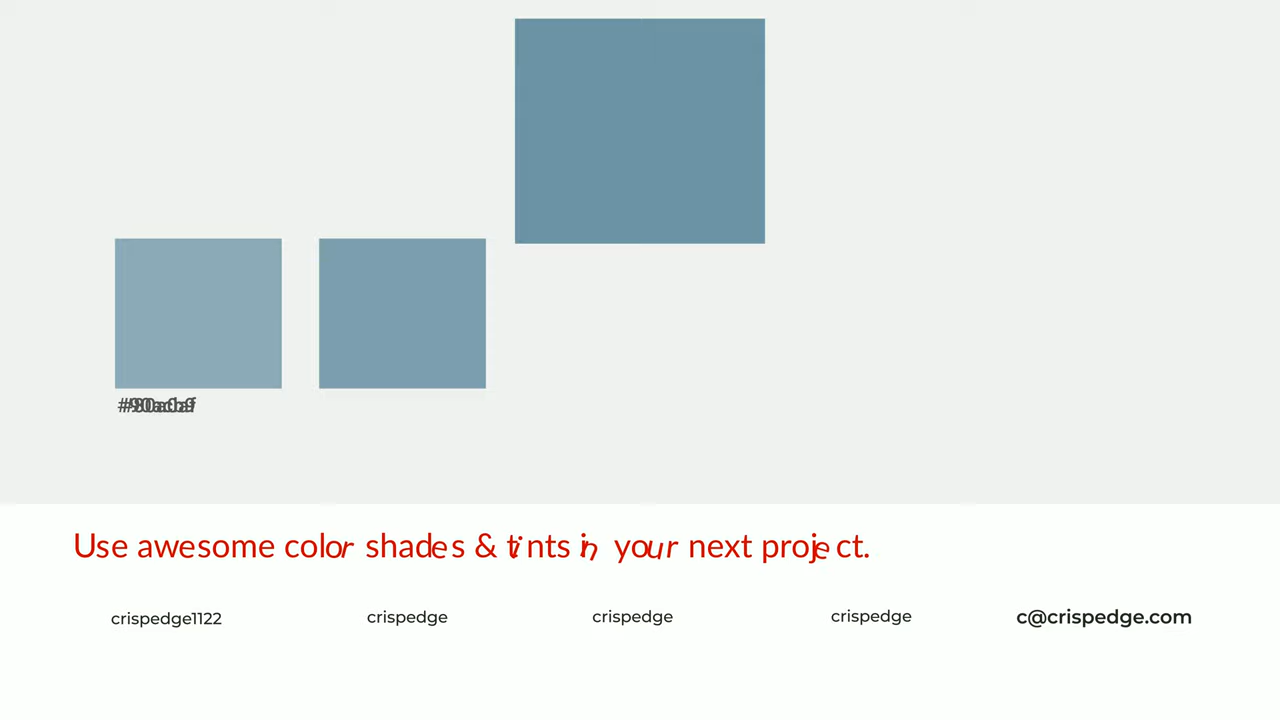 Use awesome color shades & tints in your next project.
crispedge1122 crispedge crispedge crispedge c@crispedge.com